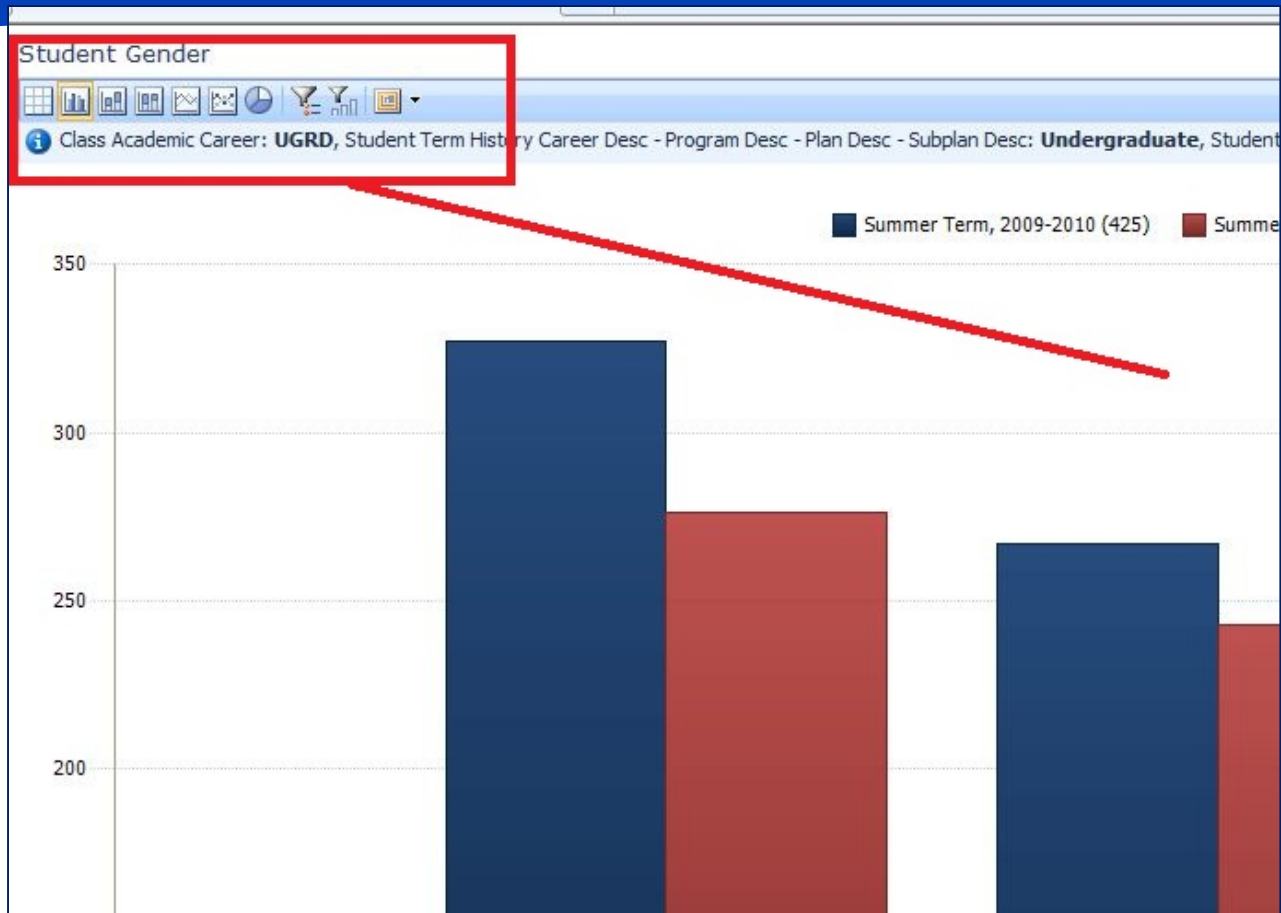 Student Gender
Class Academic Career: UGRD, Student Term History Career Desc - Program Desc - Plan Desc - Subplan Desc: Undergraduate, Student
Summer Term, 2009-2010 (425) Summe
350
300
250
200